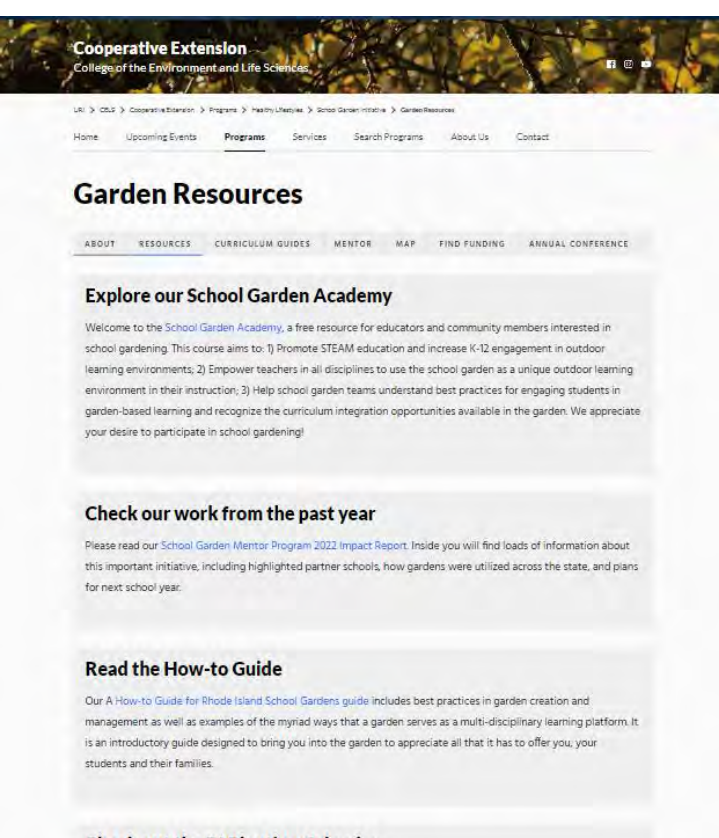 Cooperative Extension
College of the Environment and Life Sciences
URI > CELS > Cooperative Extension > Programs > Healthy Lifestyles > School Garden Initiative > Garden Resources
Home Upcoming Events Programs Services Search Programs About Us Contact
Garden Resources
ABOUT RESOURCES CURRICULUM GUIDES MENTOR MAP FIND FUNDING ANNUAL CONFERENCE
Explore our School Garden Academy
Welcome to the School Garden Academy, a free resource for educators and community members interested in
school gardening. This course aims to: 1) Promote STEAM education and increase K-12 engagement in outdoor
learning environments; 2) Empower teachers in all disciplines to use the school garden as a unique outdoor learning
environment in their instruction; 3) Help school garden teams understand best practices for engaging students in
garden-based learning and recognize the curriculum integration opportunities available in the garden. We appreciate
your desire to participate in school gardening!
Check our work from the past year
Please read our School Garden Mentor Program 2022 Impact Report. Inside you will find loads of information about
this important initiative, including highlighted partner schools, how gardens were utilized across the state, and plans
for next school year.
Read the How-to Guide
Our A How-to Guide for Rhode Island School Gardens guide includes best practices in garden creation and
management as well as examples of the myriad ways that a garden serves as a multi-disciplinary learning platform. It
is an introductory guide designed to bring you into the garden to appreciate all that it has to offer you, your
students and their families.